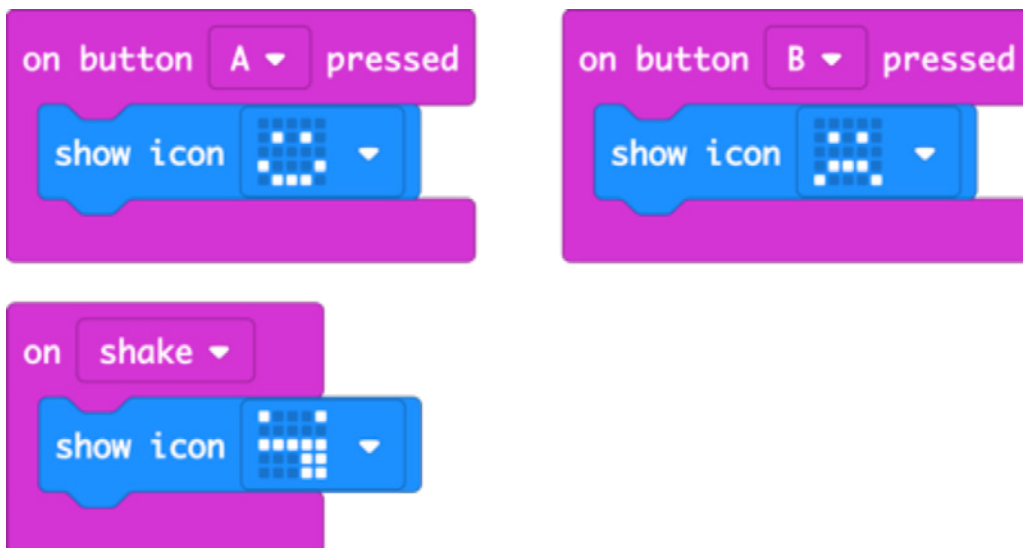 on button A pressed
show icon
on button B pressed
show icon
on shake
show icon